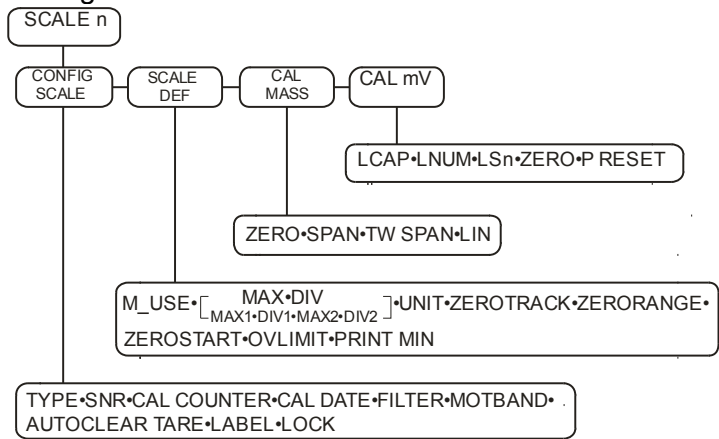 SCALE n
CONFIG
SCALE
SCALE
DEF
CAL
MASS
CAL mV
LCAP•LNUM•LSn•ZERO•P RESET
ZERO•SPAN•TW SPAN•LIN
M_USE•[MAX•DIV
MAX1•DIV1•MAX2•DIV2]•UNIT•ZEROTRACK•ZERORANGE•
ZEROSTART•OVLIMIT•PRINT MIN
TYPE•SNR•CAL COUNTER•CAL DATE•FILTER•MOTBAND•
AUTOCLEAR TARE•LABEL•LOCK